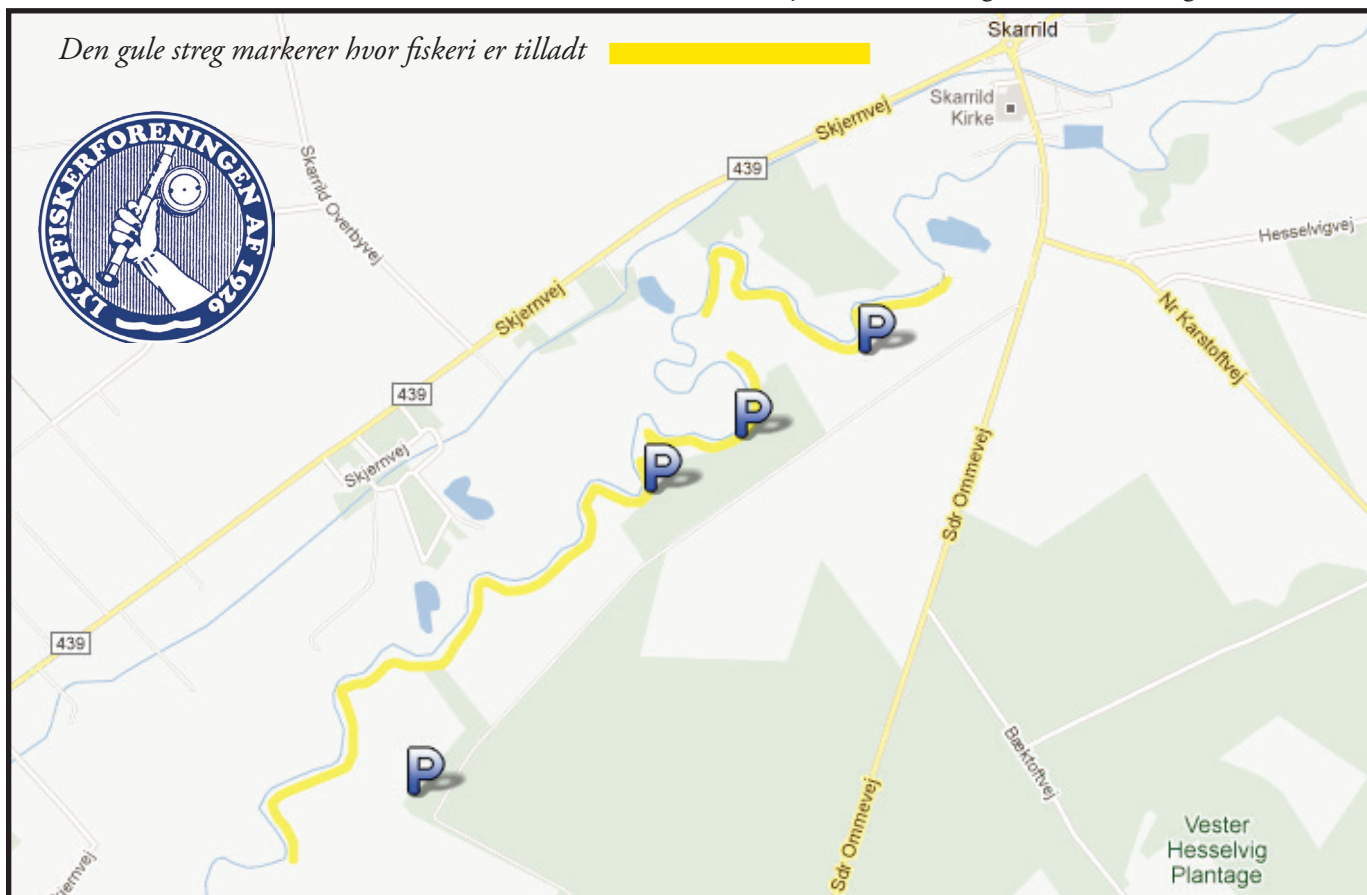 Den gule streg markerer hvor fiskeri er tilladt
LYSTFISKERFORENINGEN AF 1926
Skarrild
Skarrild
Kirke
Skjernvej
439
Skarrild Overbyvej
Hesselvigvej
Skjernvej
Nr Karstoftvej
P
439
P
Skjernvej
P
Sdr Ommevej
439
P
Bæktoftvej
Vester
Hesselvig
Plantage
Sdr Ommevej
jernvej